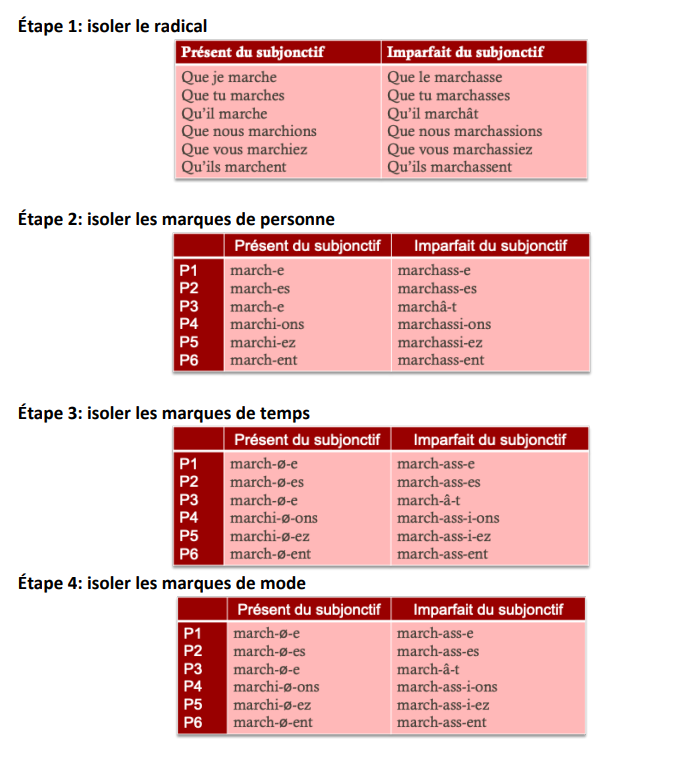 Étape 1: isoler le radical
Présent du subjonctif Imparfait du subjonctif
Que je marche Que le marchasse
Que tu marches Que tu marchasses
Qu'il marche Qu'il marchât
Que nous marchions Que nous marchassions
Que vous marchiez Que vous marchassiez
Qu'ils marchent Qu'ils marchassent
Étape 2: isoler les marques de personne
Présent du subjonctif Imparfait du subjonctif
P1 march-e marchass-e
P2 march-es marchass-es
P3 march-e marchâ-t
P4 marchi-ons marchassi-ons
P5 marchi-ez marchassi-ez
P6 march-ent marchass-ent
Étape 3: isoler les marques de temps
Présent du subjonctif Imparfait du subjonctif
P1 march-ø-e march-ass-e
P2 march-ø-es march-ass-es
P3 march-ø-e march-â-t
P4 marchi-ø-ons march-ass-i-ons
P5 marchi-ø-ez march-ass-i-ez
P6 march-ø-ent march-ass-ent
Étape 4: isoler les marques de mode
Présent du subjonctif Imparfait du subjonctif
P1 march-ø-e march-ass-e
P2 march-ø-es march-ass-es
P3 march-ø-e march-â-t
P4 marchi-ø-ons march-ass-i-ons
P5 marchi-ø-ez march-ass-i-ez
P6 march-ø-ent march-ass-ent